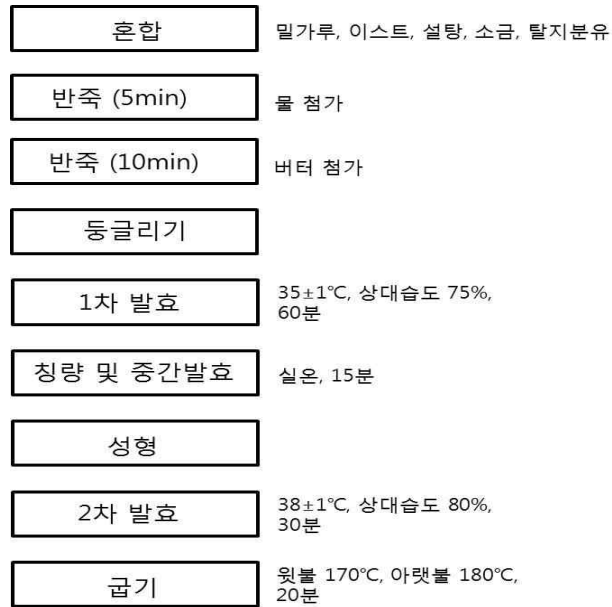 혼합
밀가루, 이스트, 설탕, 소금, 탈지분유
반죽 (5min)
물 첨가
반죽 (10min)
버터 첨가
둥글리기
1차 발효
35±1℃, 상대습도 75%,
60분
칭량 및 중간발효
실온, 15분
성형
2차 발효
38±1℃, 상대습도 80%,
30분
굽기
윗불 170℃, 아랫불 180℃,
20분